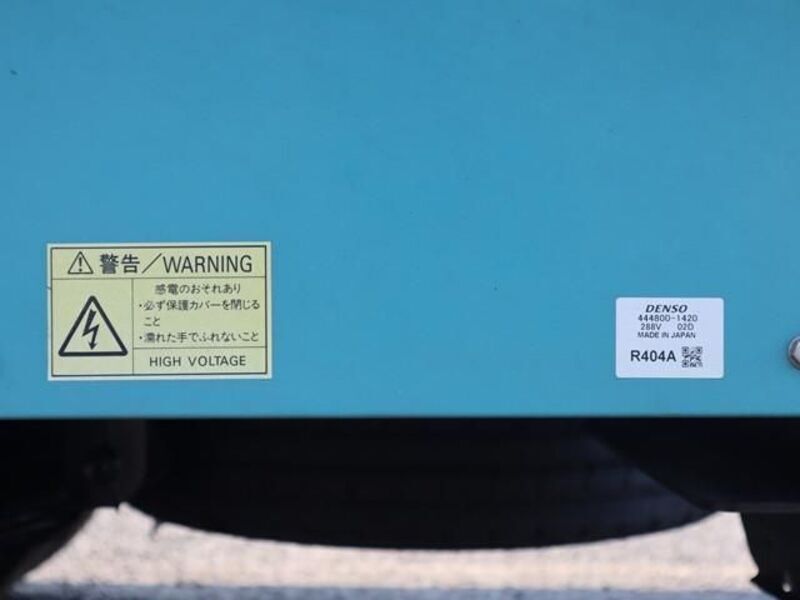 警告/WARNING
感電のおそれあり
・必ず保護カバーを閉じる
こと
・濡れた手でふれないこと
HIGH VOLTAGE
DENSO
444800-1420
288V 02D
MADE IN JAPAN
R404A